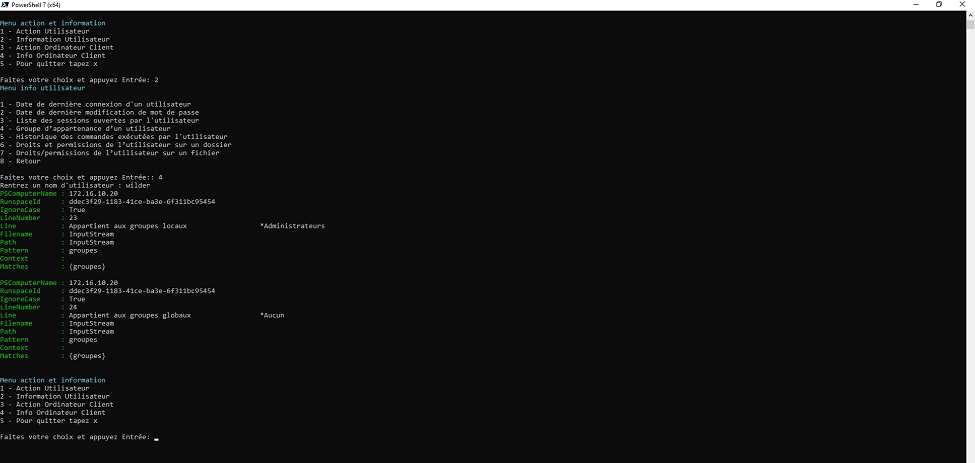 PowerShell 7 (x64)
Menu action et information
1 - Action Utilisateur
2 - Information Utilisateur
3 - Action Ordinateur Client
4 - Info Ordinateur Client
5 - Pour quitter tapez x
Faites votre choix et appuyez Entrée: 2
Menu info utilisateur
1 - Date de dernière connexion d'un utilisateur
2 - Date de dernière modification de mot de passe
3 - Liste des sessions ouvertes par l'utilisateur
4 - Groupe d'appartenance d'un utilisateur
5 - Historique des commandes exécutées par l'utilisateur
6 - Droits et permissions de l'utilisateur sur un dossier
7 - Droits/permissions de l'utilisateur sur un fichier
8 - Retour
Faites votre choix et appuyez Entrée:: 4
Rentrez un nom d'utilisateur : wilder
PSComputerName : 172.16.10.20
RunspaceId : ddec3f29-1183-41ce-ba3e-6f311bc95454
IgnoreCase : True
LineNumber : 23
Line : Appartient aux groupes locaux *Administrateurs
Filename : InputStream
Path : InputStream
Pattern : groupes
Context :
Matches : {groupes}
PSComputerName : 172.16.10.20
RunspaceId : ddec3f29-1183-41ce-ba3e-6f311bc95454
IgnoreCase : True
LineNumber : 24
Line : Appartient aux groupes globaux *Aucun
Filename : InputStream
Path : InputStream
Pattern : groupes
Context :
Matches : {groupes}
Menu action et information
1 - Action Utilisateur
2 - Information Utilisateur
3 - Action Ordinateur Client
4 - Info Ordinateur Client
5 - Pour quitter tapez x
Faites votre choix et appuyez Entrée: